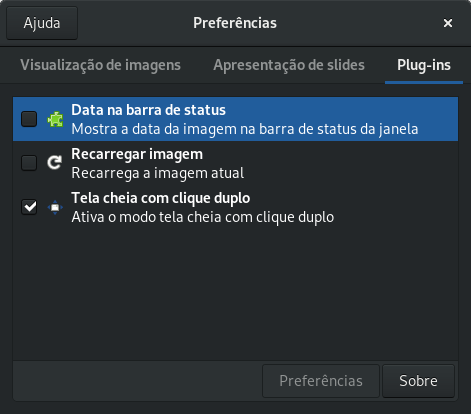 Ajuda
Preferências
Visualização de imagens
Apresentação de slides
Plug-ins
Data na barra de status
Mostra a data da imagem na barra de status da janela
Recarregar imagem
Recarrega a imagem atual
Tela cheia com clique duplo
Ativa o modo tela cheia com clique duplo
Preferências
Sobre